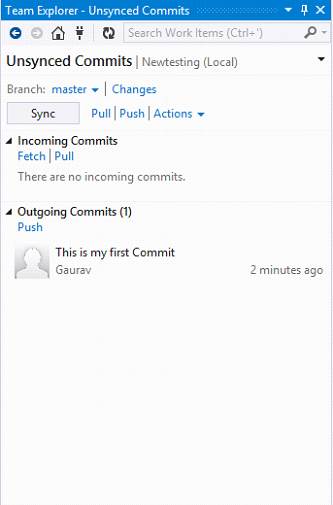 Team Explorer - Unsynced Commits
Search Work Items (Ctrl+')
Unsynced Commits | Newtesting (Local)
Branch: master | Changes
Sync Pull | Push | Actions
Incoming Commits
Fetch | Pull
There are no incoming commits.
Outgoing Commits (1)
Push
This is my first Commit
Gaurav 2 minutes ago